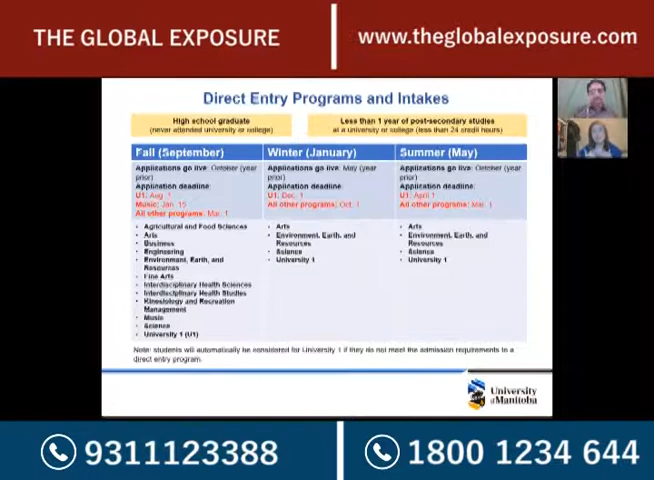 THE GLOBAL EXPOSURE
www.theglobalexposure.com
Direct Entry Programs and Intakes
High school graduate
(never attended university or college)
Less than 1 year of post-secondary studies
at a university or college (less than 24 credit hours)
Fall (September)
Applications go live: October (year
prior)
Application deadline:
U1: Aug. 1
Music: Jan. 15
All other programs: Mar. 1
• Agricultural and Food Sciences
• Arts
• Business
• Engineering
• Environment, Earth, and
Resources
• Fine Arts
• Interdisciplinary Health Sciences
• Interdisciplinary Health Studies
• Kinesiology and Recreation
Management
• Music
• Science
• University 1 (U1)
Winter (January)
Applications go live: May (year
prior)
Application deadline:
U1: Dec. 1
All other programs: Oct. 1
• Arts
• Environment, Earth, and
Resources
• Science
• University 1
Summer (May)
Applications go live: October (year
prior)
Application deadline:
U1: April 1
All other programs: Mar. 1
• Arts
• Environment, Earth, and
Resources
• Science
• University 1
Note: students will automatically be considered for University 1 if they do not meet the admission requirements to a
direct entry program.
University
of Manitoba
9311123388
1800 1234 644